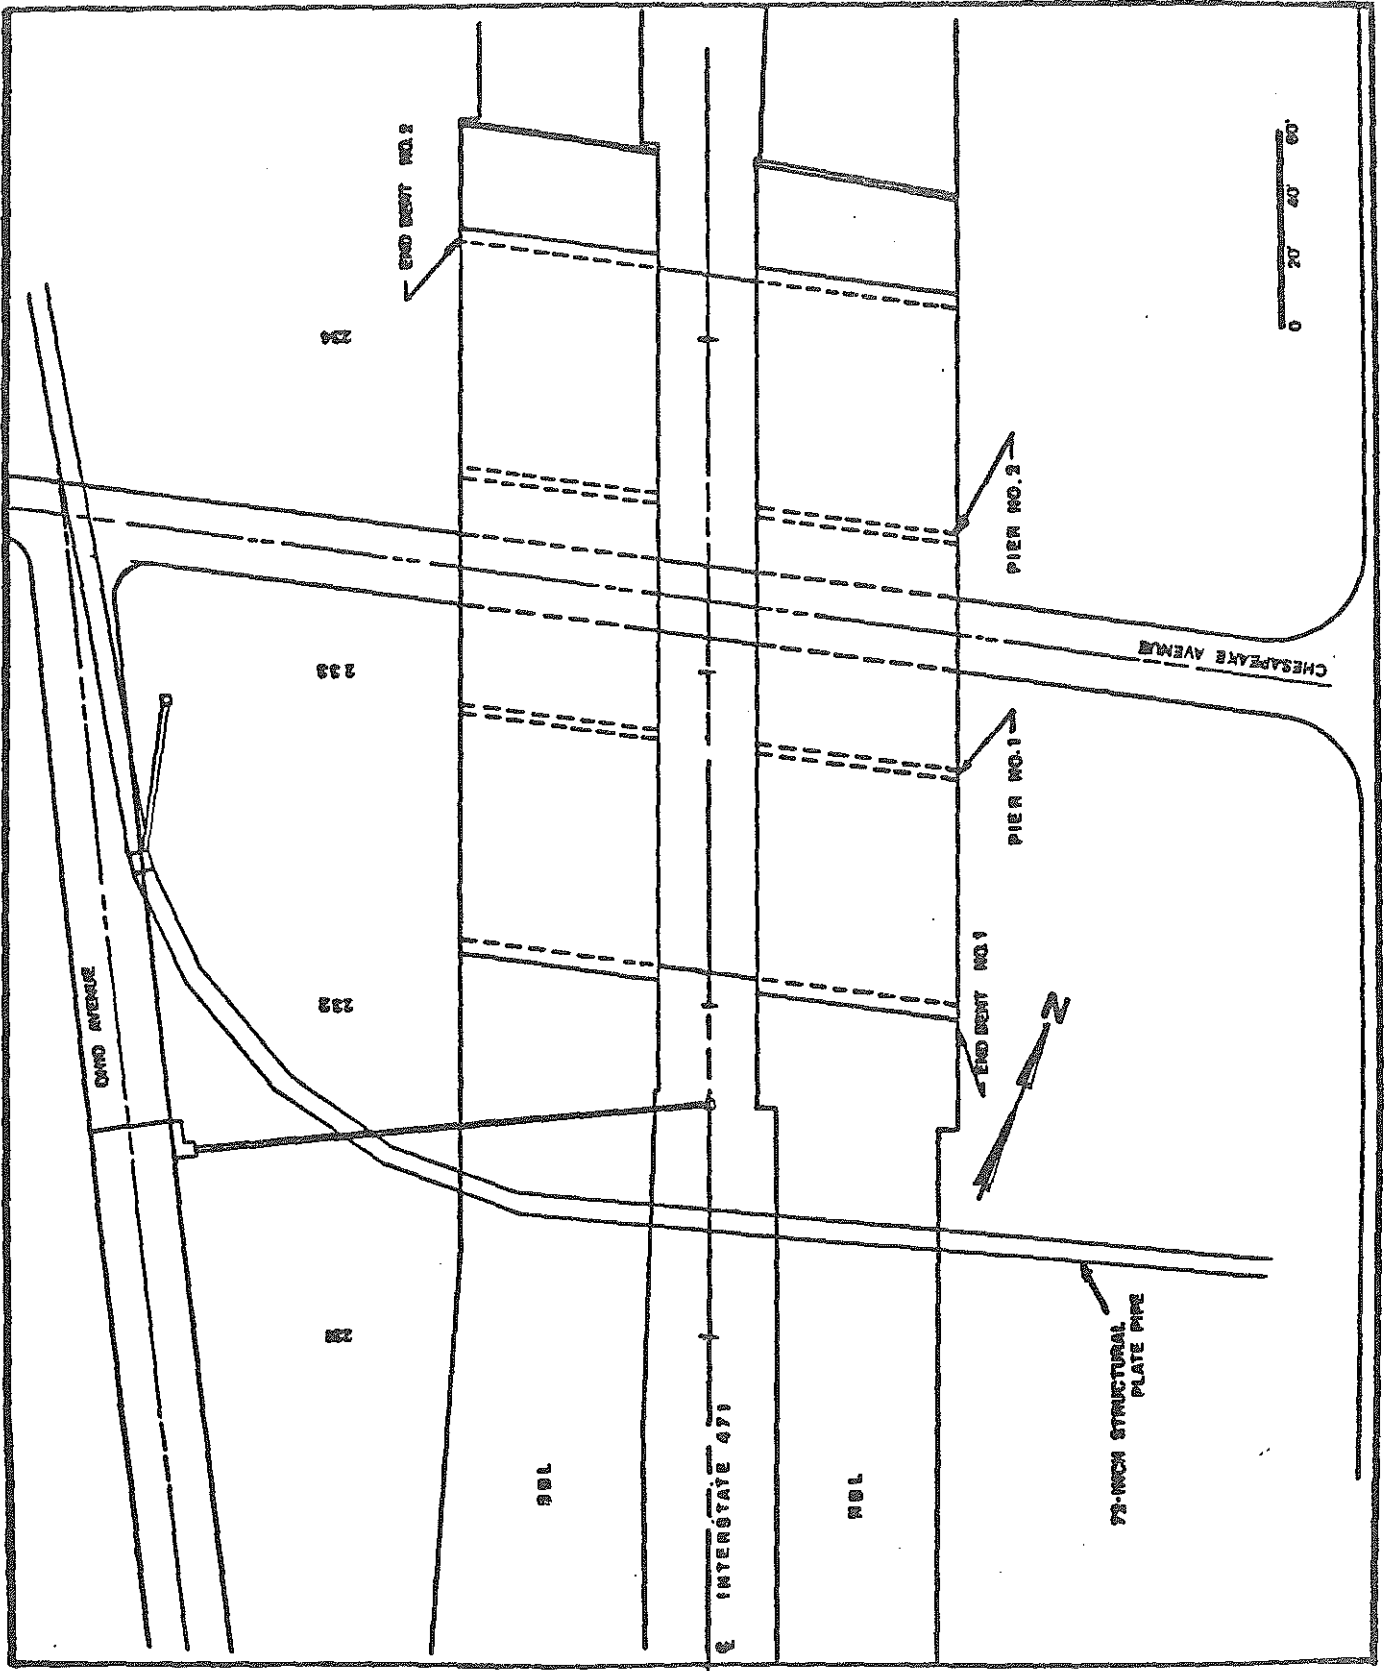 END BENT NO. 2
234
0 20' 40' 60'
PIER NO. 2
CHESAPEAKE AVENUE
233
PIER NO. 1
END BENT NO. 1
N
OHIO AVENUE
232
72-INCH STRUCTURAL
PLATE PIPE
SBL
NBL
℄ INTERSTATE 471